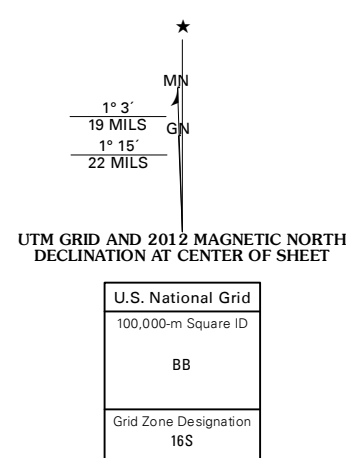 ★
MN
1° 3´
19 MILS
GN
1° 15´
22 MILS
UTM GRID AND 2012 MAGNETIC NORTH
DECLINATION AT CENTER OF SHEET
U.S. National Grid
100,000-m Square ID
BB
Grid Zone Designation
16S